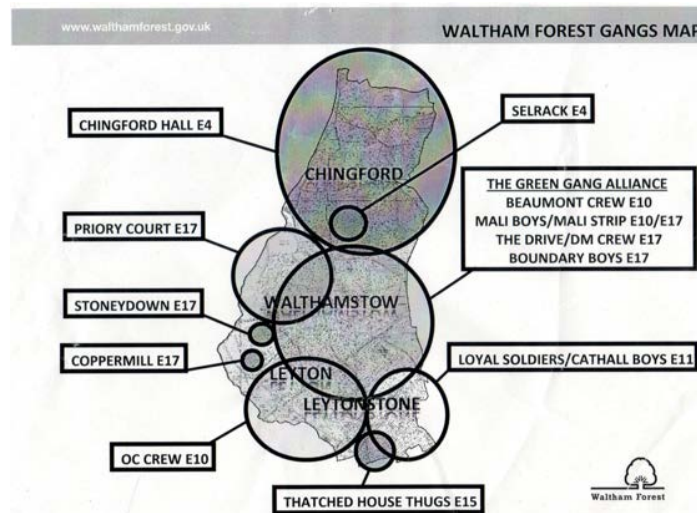 www.walthamforest.gov.uk
WALTHAM FOREST GANGS MAP
CHINGFORD HALL E4
SELRACK E4
CHINGFORD
THE GREEN GANG ALLIANCE
BEAUMONT CREW E10
MALI BOYS/MALI STRIP E10/E17
THE DRIVE/DM CREW E17
BOUNDARY BOYS E17
PRIORY COURT E17
WALTHAMSTOW
STONEYDOWN E17
COPPERMILL E17
LEYTON
LOYAL SOLDIERS/CATHALL BOYS E11
LEYTONSTONE
OC CREW E10
THATCHED HOUSE THUGS E15
Waltham Forest